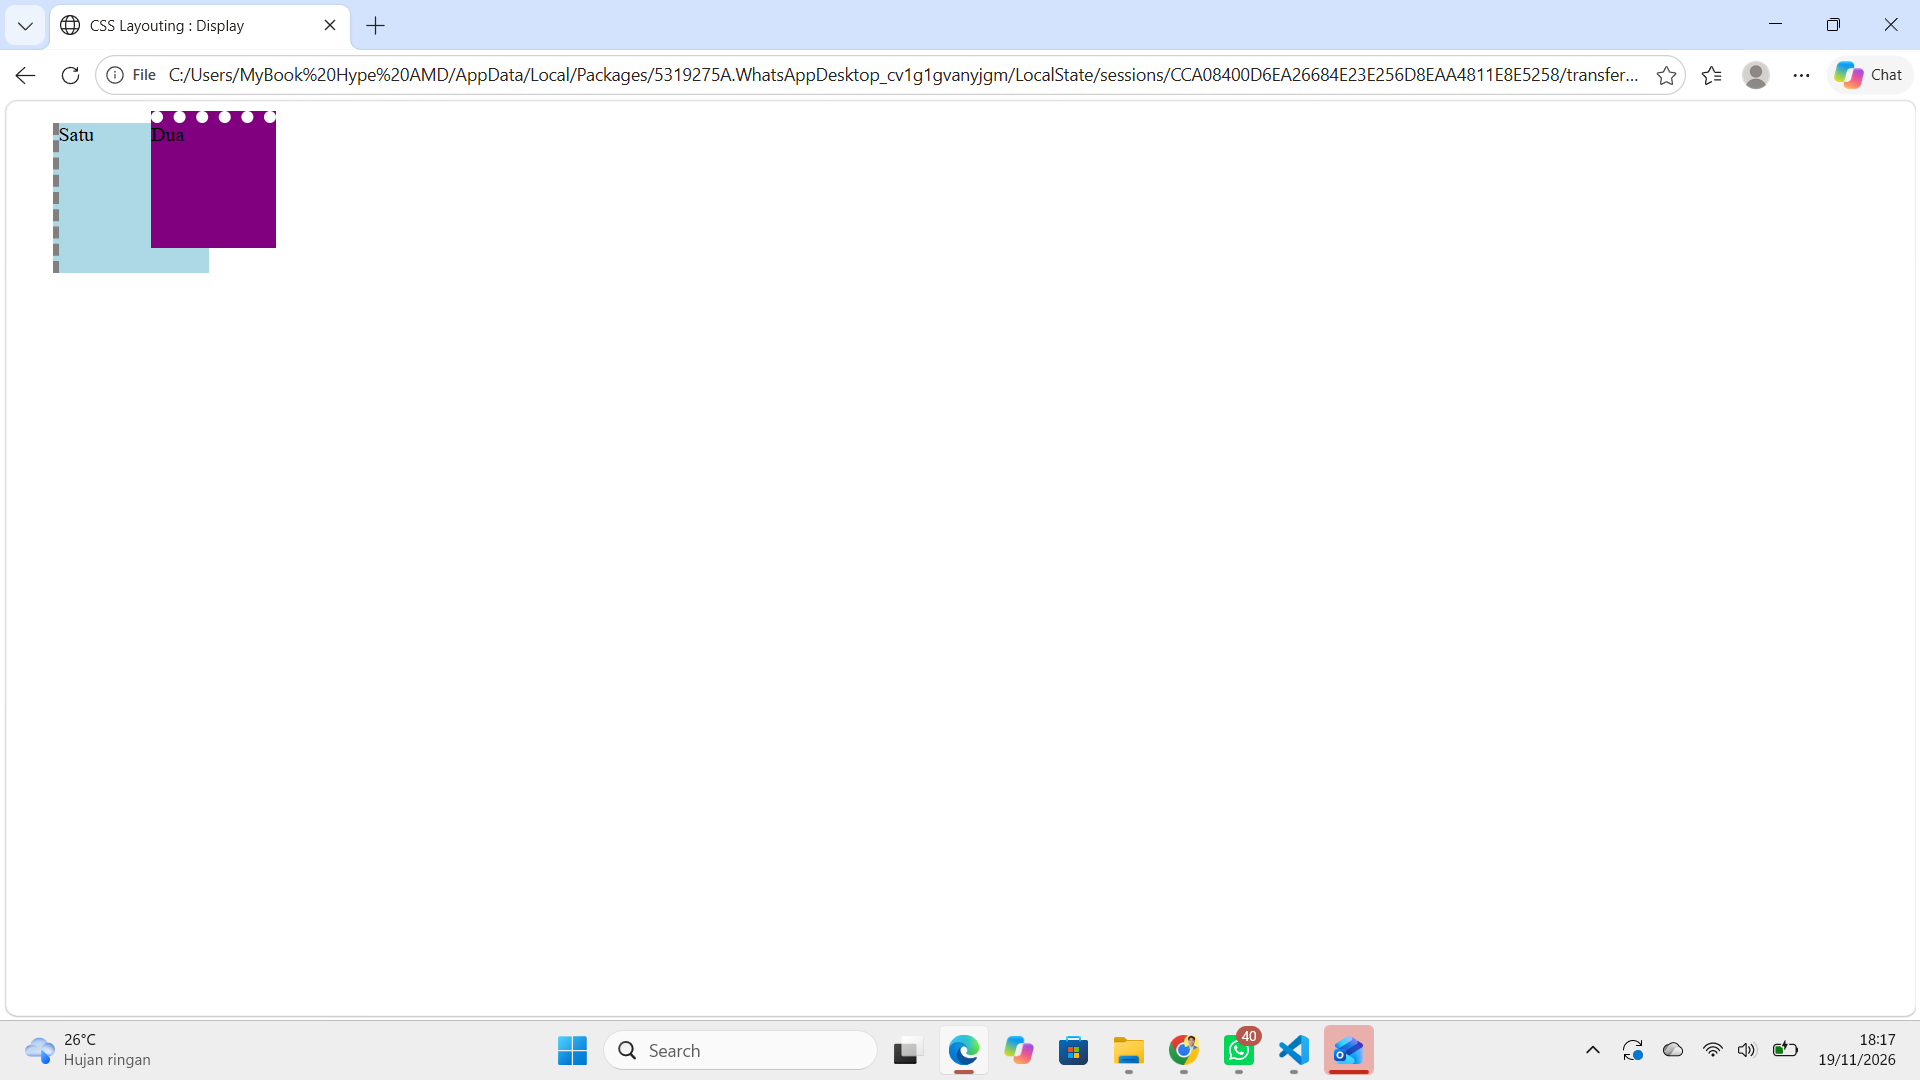 CSS Layouting : Display
File C:/Users/MyBook%20Hype%20AMD/AppData/Local/Packages/5319275A.WhatsAppDesktop_cv1g1gvanyjgm/LocalState/sessions/CCA08400D6EA26684E23E256D8EAA4811E8E5258/transfer... Chat
Satu Dua
26°C
Hujan ringan
Search
40
18:17
19/11/2026